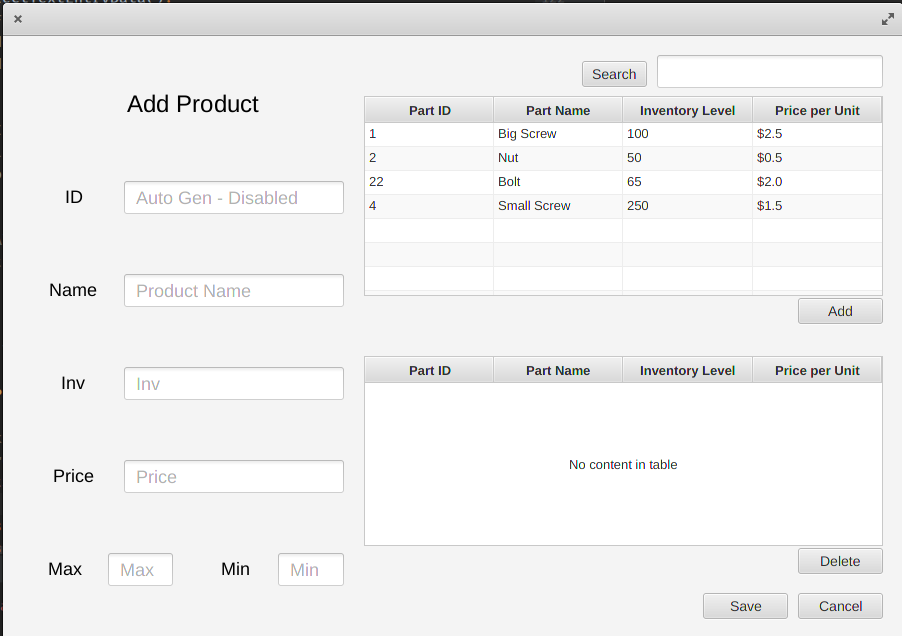 Search
Add Product
Part ID Part Name Inventory Level Price per Unit
1 Big Screw 100 $2.5
2 Nut 50 $0.5
22 Bolt 65 $2.0
4 Small Screw 250 $1.5
ID Auto Gen - Disabled
Name Product Name
Add
Inv Inv
Part ID Part Name Inventory Level Price per Unit
No content in table
Price Price
Max Max Min Min
Delete
Save Cancel